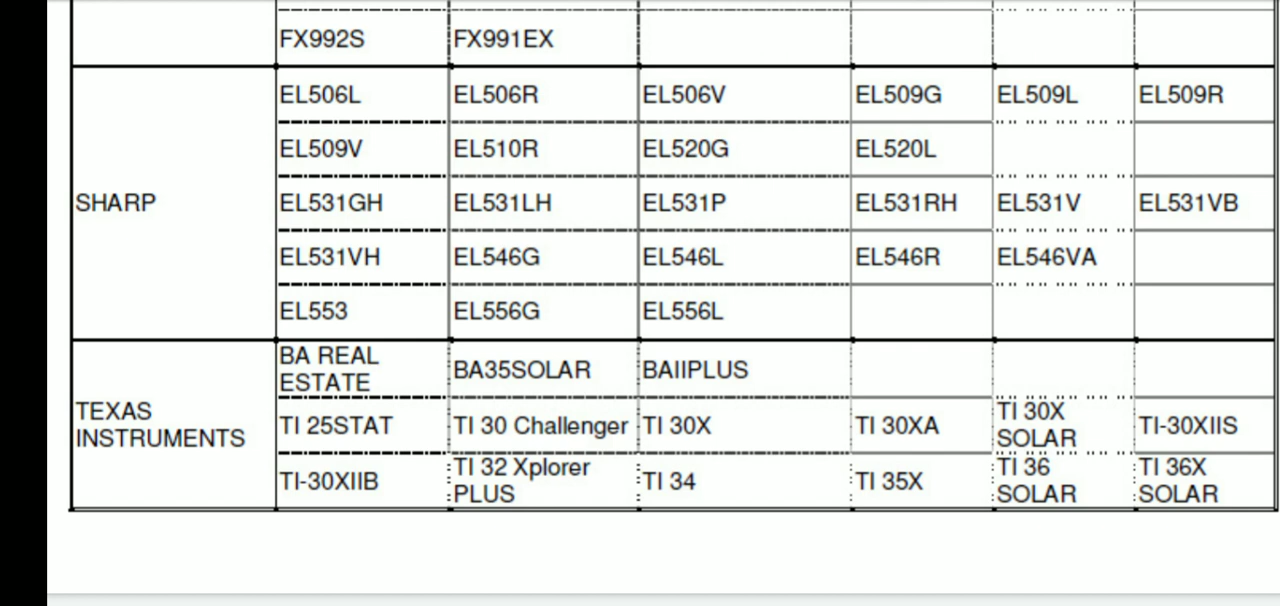 FX992S FX991EX
SHARP
EL506L EL506R EL506V EL509G EL509L EL509R
EL509V EL510R EL520G EL520L
EL531GH EL531LH EL531P EL531RH EL531V EL531VB
EL531VH EL546G EL546L EL546R EL546VA
EL553 EL556G EL556L
TEXAS
INSTRUMENTS
BA REAL
ESTATE
BA35SOLAR BAIIPLUS
TI 25STAT TI 30 Challenger TI 30X TI 30XA
TI 30X
SOLAR
TI-30XIIS
TI-30XIIB
TI 32 Xplorer
PLUS
TI 34 TI 35X
TI 36
SOLAR
TI 36X
SOLAR